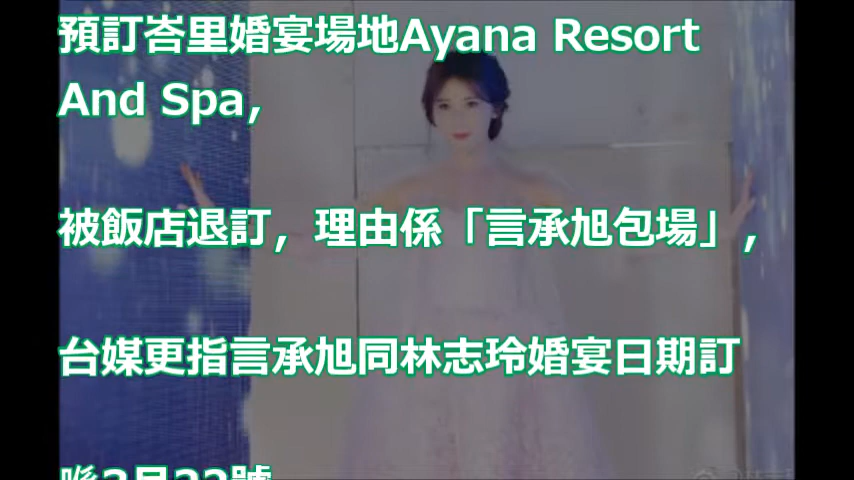 預訂峇里婚宴場地Ayana Resort
And Spa，
被飯店退訂，理由係「言承旭包場」，
台媒更指言承旭同林志玲婚宴日期訂